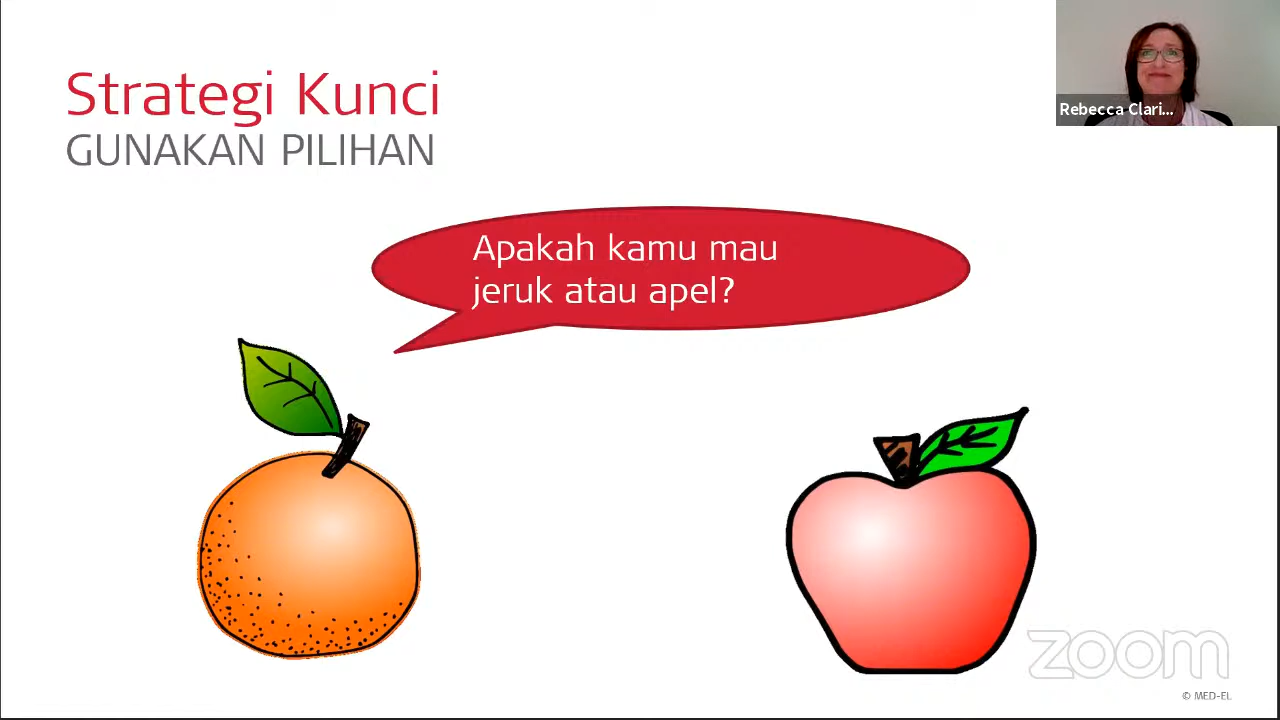 Strategi Kunci
GUNAKAN PILIHAN
Rebecca Clari...
Apakah kamu mau
jeruk atau apel?
zoom
© MED-EL